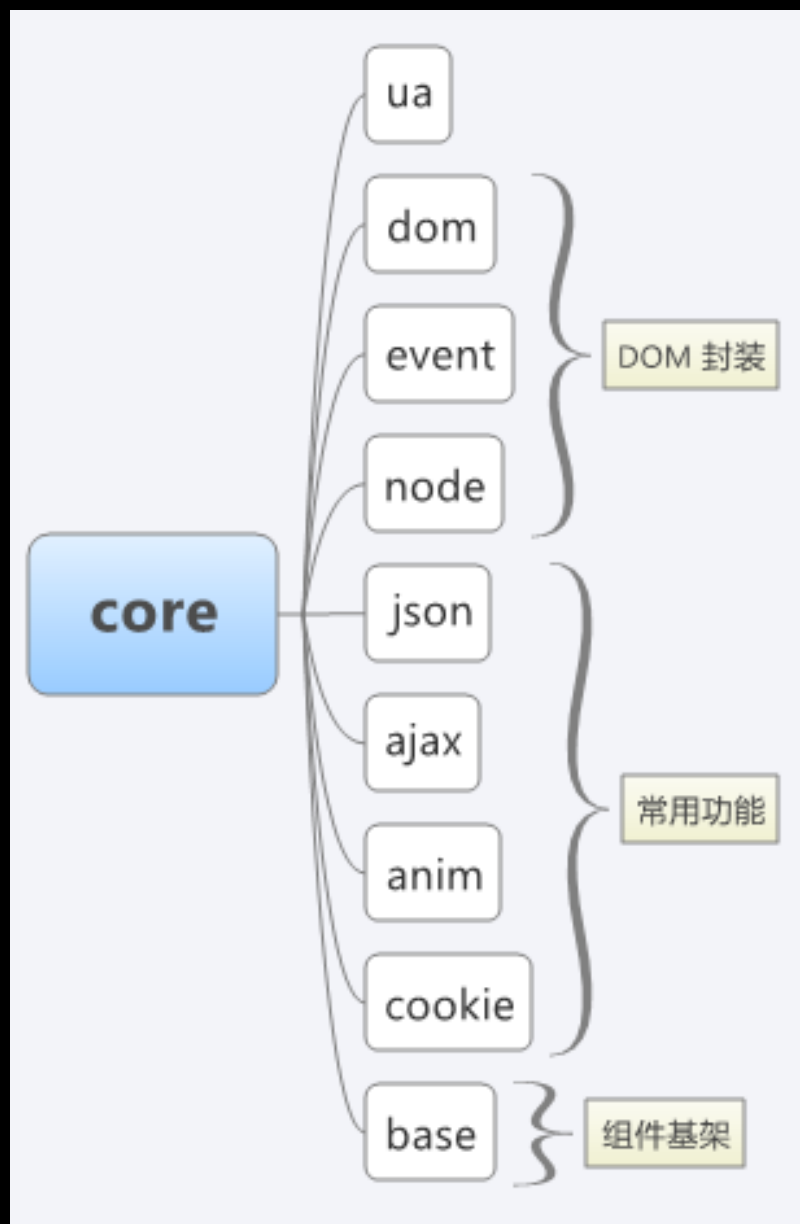 ua
dom
event
DOM 封装
node
core
json
ajax
常用功能
anim
cookie
base
组件基架